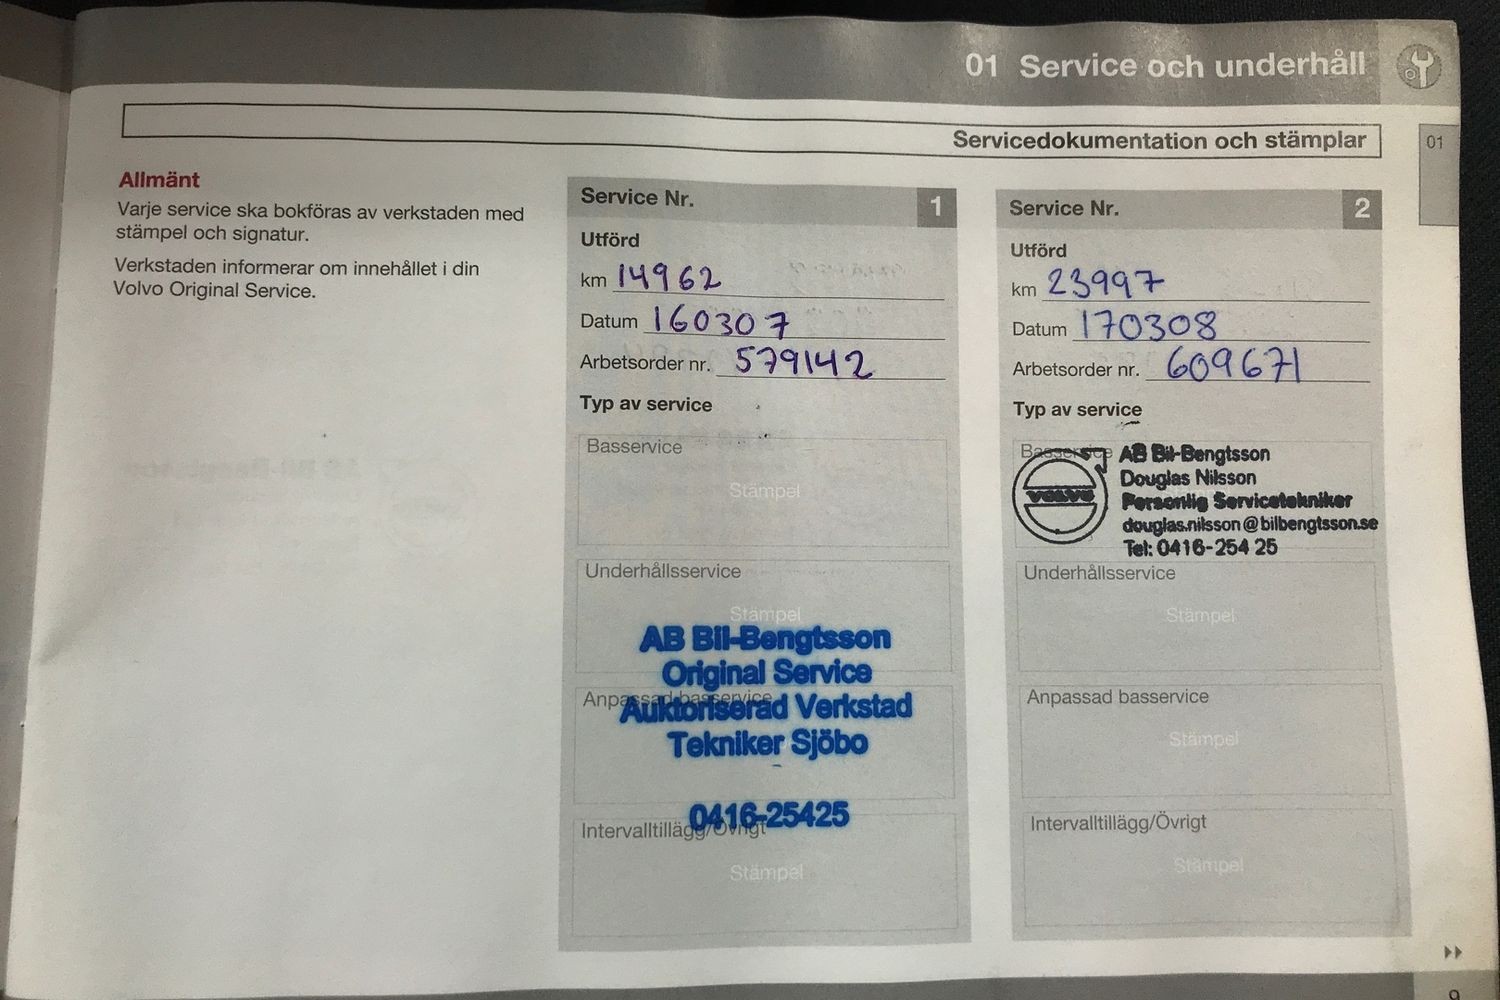 01 Service och underhåll
Servicedokumentation och stämplar
01
Allmänt
Varje service ska bokföras av verkstaden med
stämpel och signatur.
Verkstaden informerar om innehållet i din
Volvo Original Service.
Service Nr. 1
Utförd
km 14962
Datum 160307
Arbetsorder nr. 579142
Typ av service
Basservice
Stämpel
Underhållsservice
Stämpel
AB Bil-Bengtsson
Original Service
Anpassad basservice
Auktoriserad Verkstad
Tekniker Sjöbo
0416-25425
Intervalltillägg/Övrigt
Stämpel
Service Nr. 2
Utförd
km 23997
Datum 170308
Arbetsorder nr. 609671
Typ av service
Basservice
VOLVO
AB Bil-Bengtsson
Douglas Nilsson
Personlig Servicetekniker
douglas.nilsson@bilbengtsson.se
Tel: 0416-254 25
Underhållsservice
Stämpel
Anpassad basservice
Stämpel
Intervalltillägg/Övrigt
Stämpel